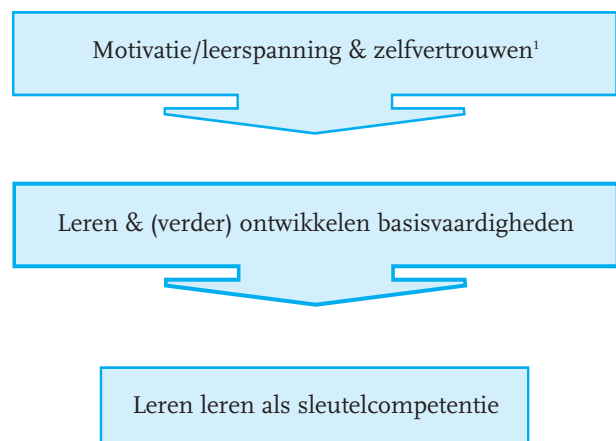 Motivatie/leerspanning & zelfvertrouwen¹
Leren & (verder) ontwikkelen basisvaardigheden
Leren leren als sleutelcompetentie